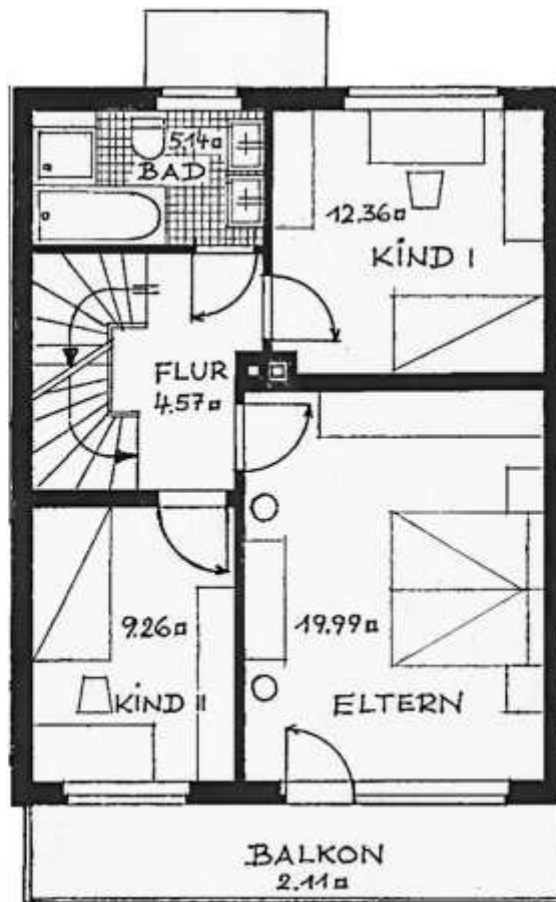 5.14 ¤
BAD
12.36 ¤
KIND I
FLUR
4.57 ¤
9.26 ¤
KIND II
19.99 ¤
ELTERN
BALKON
2.11 ¤